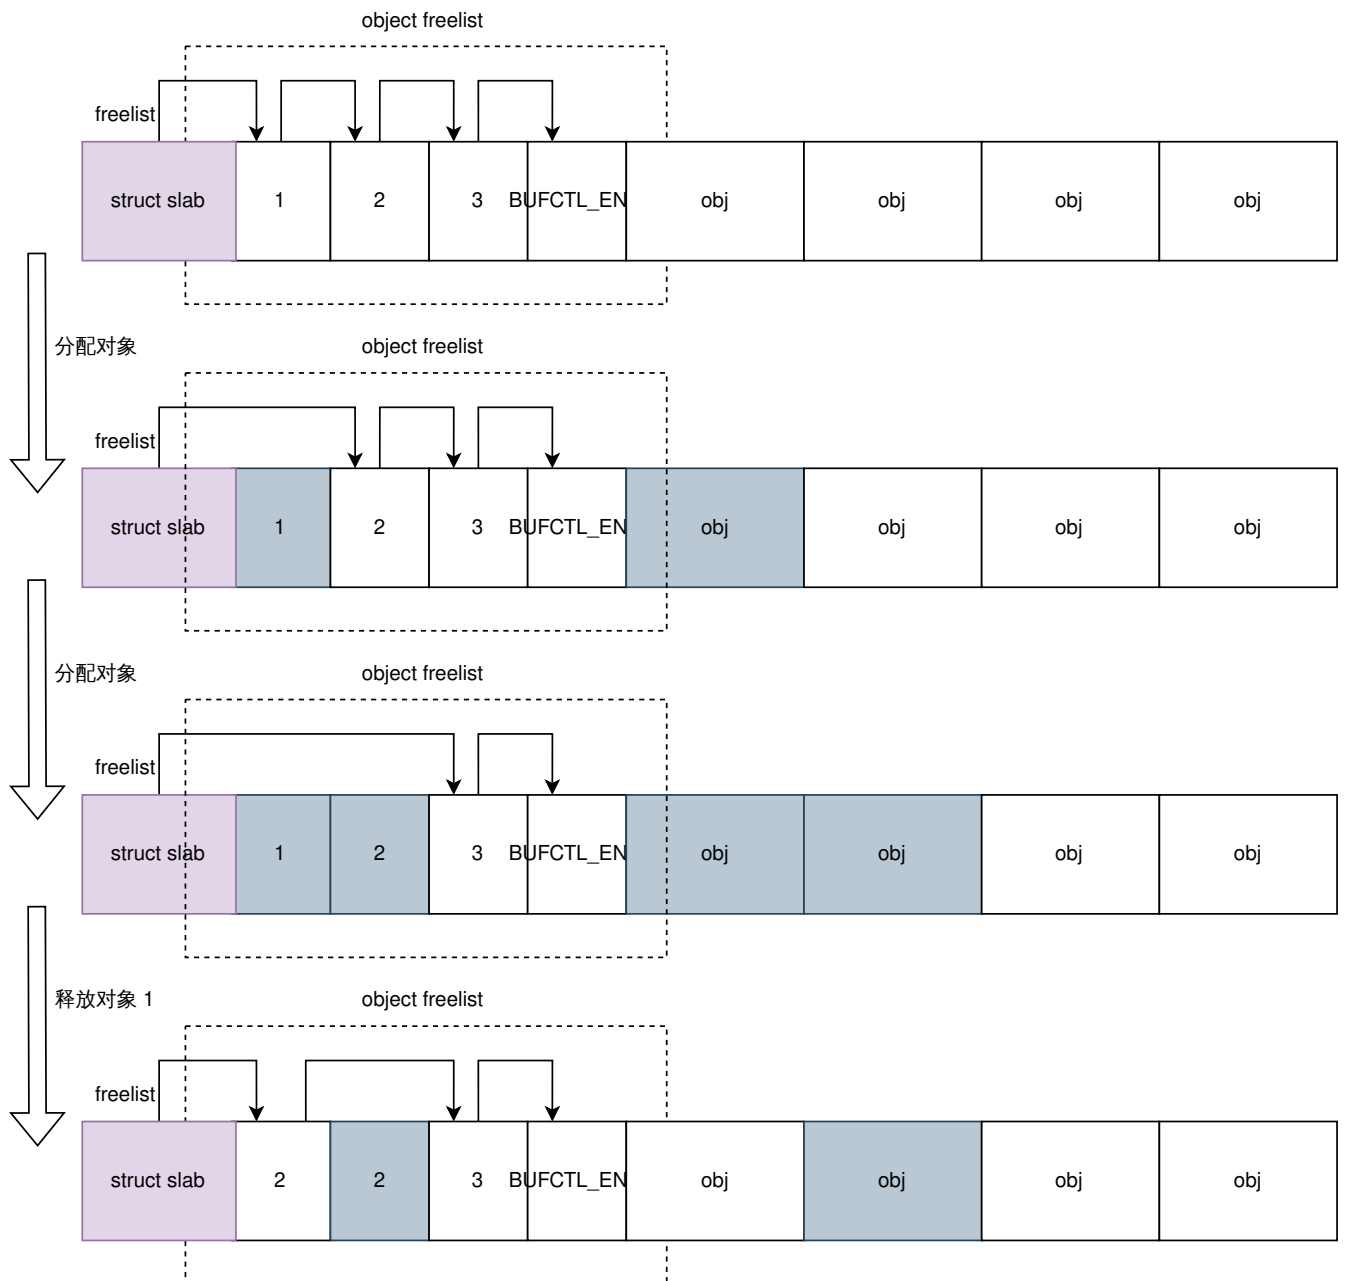 object freelist
freelist
struct slab 1 2 3 BUFCTL_EN obj obj obj obj
分配对象 object freelist
freelist
struct slab 1 2 3 BUFCTL_EN obj obj obj obj
分配对象 object freelist
freelist
struct slab 1 2 3 BUFCTL_EN obj obj obj obj
释放对象 1 object freelist
freelist
struct slab 2 2 3 BUFCTL_EN obj obj obj obj